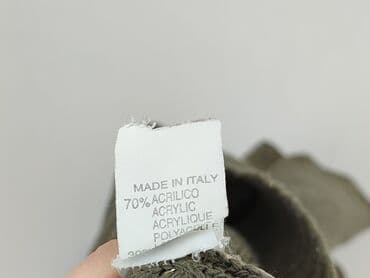 MADE IN ITALY
70% ACRILICO
ACRYLIC
ACRYLIQUE